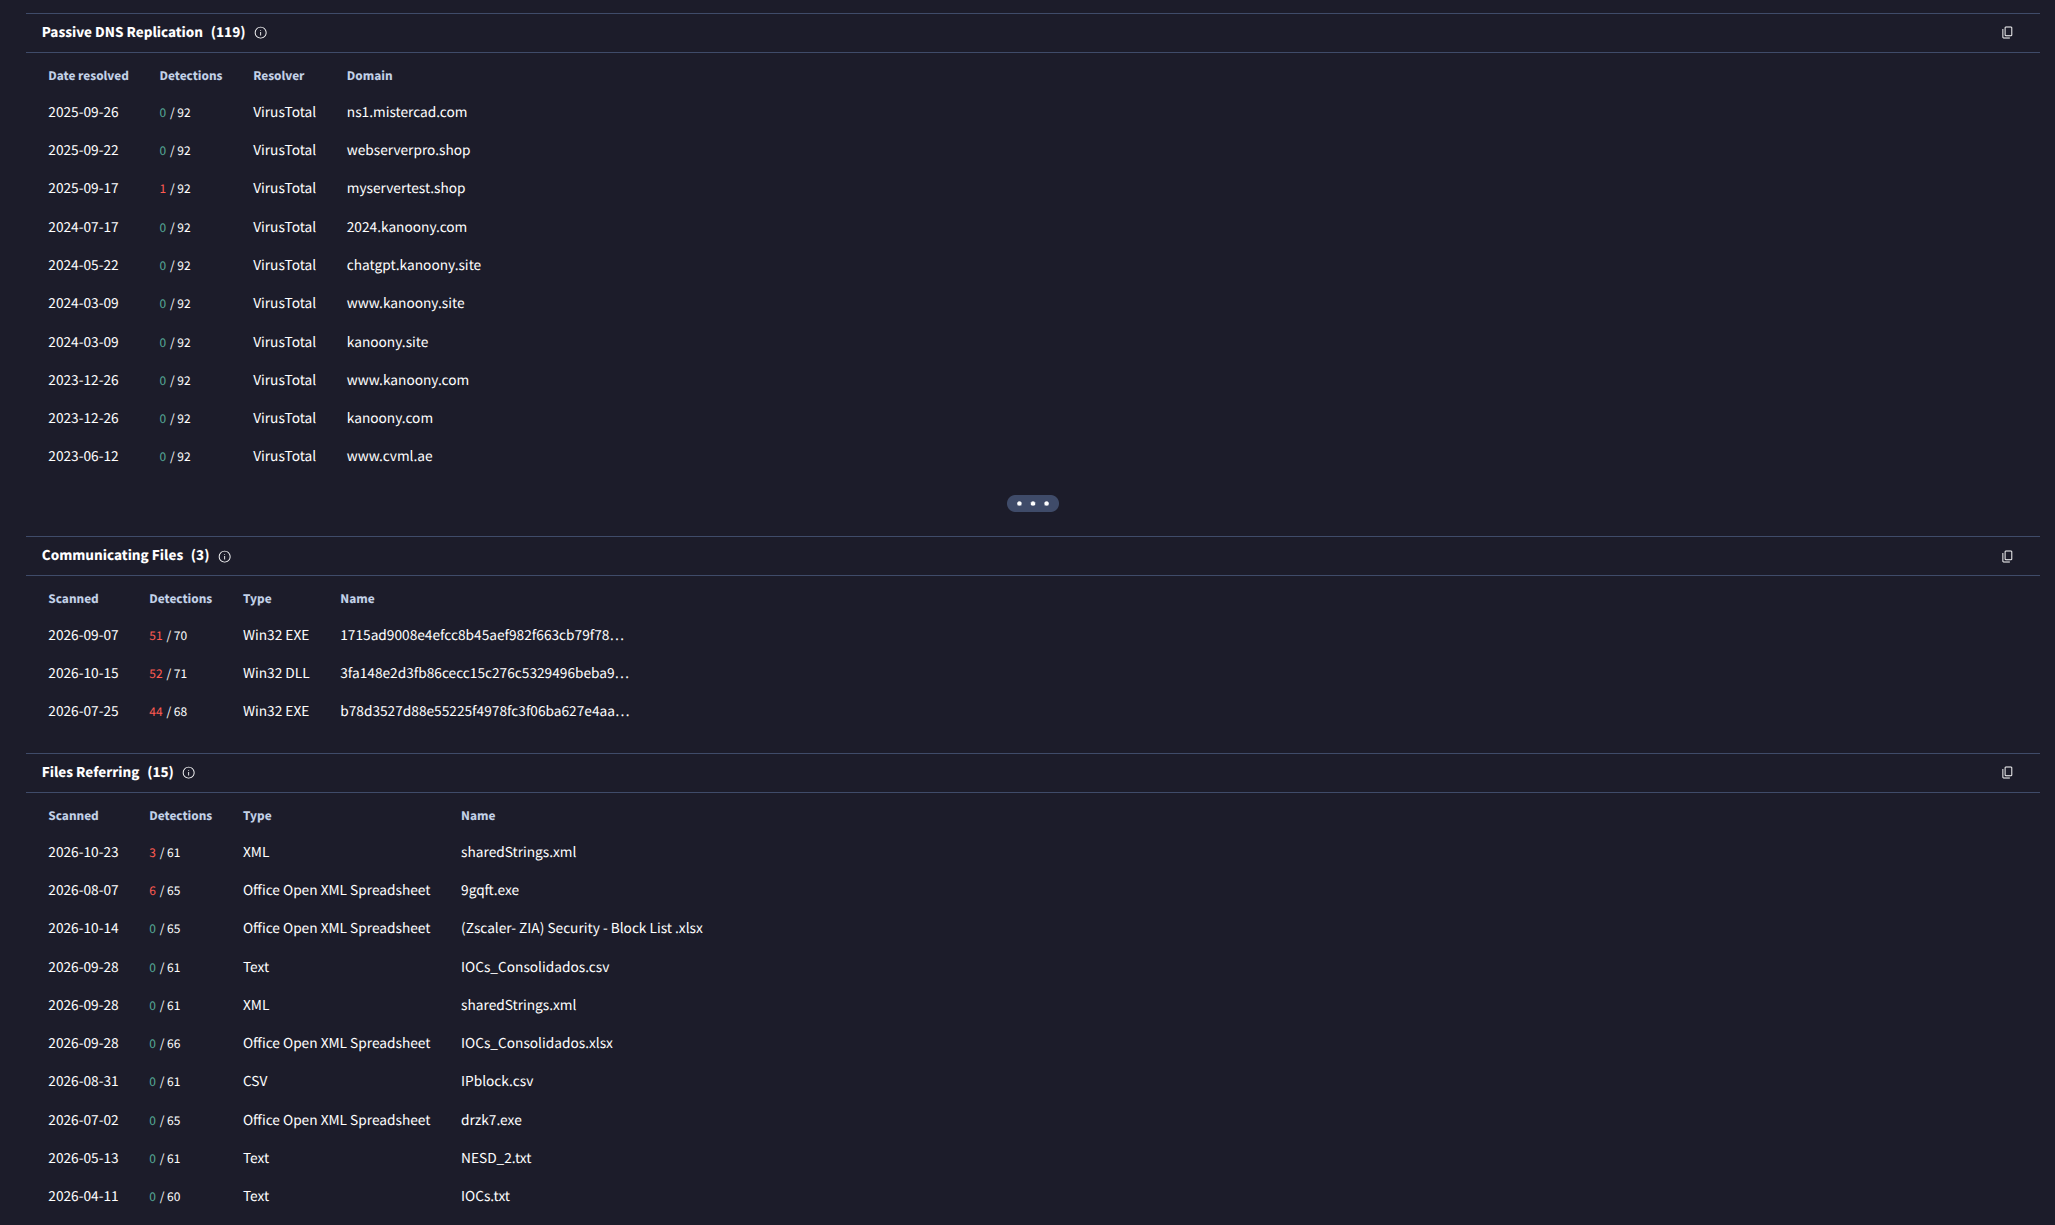 Passive DNS Replication (119)
Date resolved Detections Resolver Domain
2025-09-26 0 / 92 VirusTotal ns1.mistercad.com
2025-09-22 0 / 92 VirusTotal webserverpro.shop
2025-09-17 1 / 92 VirusTotal myservertest.shop
2024-07-17 0 / 92 VirusTotal 2024.kanoony.com
2024-05-22 0 / 92 VirusTotal chatgpt.kanoony.site
2024-03-09 0 / 92 VirusTotal www.kanoony.site
2024-03-09 0 / 92 VirusTotal kanoony.site
2023-12-26 0 / 92 VirusTotal www.kanoony.com
2023-12-26 0 / 92 VirusTotal kanoony.com
2023-06-12 0 / 92 VirusTotal www.cvml.ae
Communicating Files (3)
Scanned Detections Type Name
2026-09-07 51 / 70 Win32 EXE 1715ad9008e4efcc8b45aef982f663cb79f78…
2026-10-15 52 / 71 Win32 DLL 3fa148e2d3fb86cecc15c276c5329496beba9…
2026-07-25 44 / 68 Win32 EXE b78d3527d88e55225f4978fc3f06ba627e4aa…
Files Referring (15)
Scanned Detections Type Name
2026-10-23 3 / 61 XML sharedStrings.xml
2026-08-07 6 / 65 Office Open XML Spreadsheet 9gqft.exe
2026-10-14 0 / 65 Office Open XML Spreadsheet (Zscaler- ZIA) Security - Block List .xlsx
2026-09-28 0 / 61 Text IOCs_Consolidados.csv
2026-09-28 0 / 61 XML sharedStrings.xml
2026-09-28 0 / 66 Office Open XML Spreadsheet IOCs_Consolidados.xlsx
2026-08-31 0 / 61 CSV IPblock.csv
2026-07-02 0 / 65 Office Open XML Spreadsheet drzk7.exe
2026-05-13 0 / 61 Text NESD_2.txt
2026-04-11 0 / 60 Text IOCs.txt